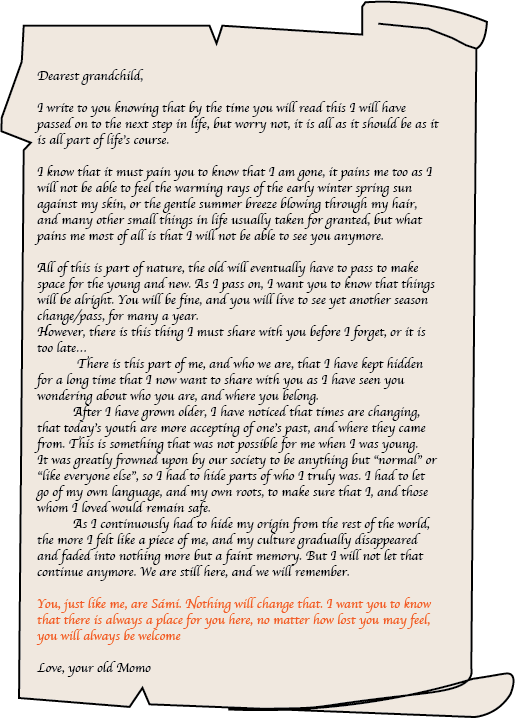 Dearest grandchild,
I write to you knowing that by the time you will read this I will have
passed on to the next step in life, but worry not, it is all as it should be as it
is all part of life's course.
I know that it must pain you to know that I am gone, it pains me too as I
will not be able to feel the warming rays of the early winter spring sun
against my skin, or the gentle summer breeze blowing through my hair,
and many other small things in life usually taken for granted, but what
pains me most of all is that I will not be able to see you anymore.
All of this is part of nature, the old will eventually have to pass to make
space for the young and new. As I pass on, I want you to know that things
will be alright. You will be fine, and you will live to see yet another season
change/pass, for many a year.
However, there is this thing I must share with you before I forget, or it is
too late...
There is this part of me, and who we are, that I have kept hidden
for a long time that I now want to share with you as I have seen you
wondering about who you are, and where you belong.
After I have grown older, I have noticed that times are changing,
that today's youth are more accepting of one's past, and where they came
from. This is something that was not possible for me when I was young.
It was greatly frowned upon by our society to be anything but "normal" or
"like everyone else", so I had to hide parts of who I truly was. I had to let
go of my own language, and my own roots, to make sure that I, and those
whom I loved would remain safe.
As I continuously had to hide my origin from the rest of the world,
the more I felt like a piece of me, and my culture gradually disappeared
and faded into nothing more but a faint memory. But I will not let that
continue anymore. We are still here, and we will remember.
You, just like me, are Sámi. Nothing will change that. I want you to know
that there is always a place for you here, no matter how lost you may feel,
you will always be welcome
Love, your old Momo